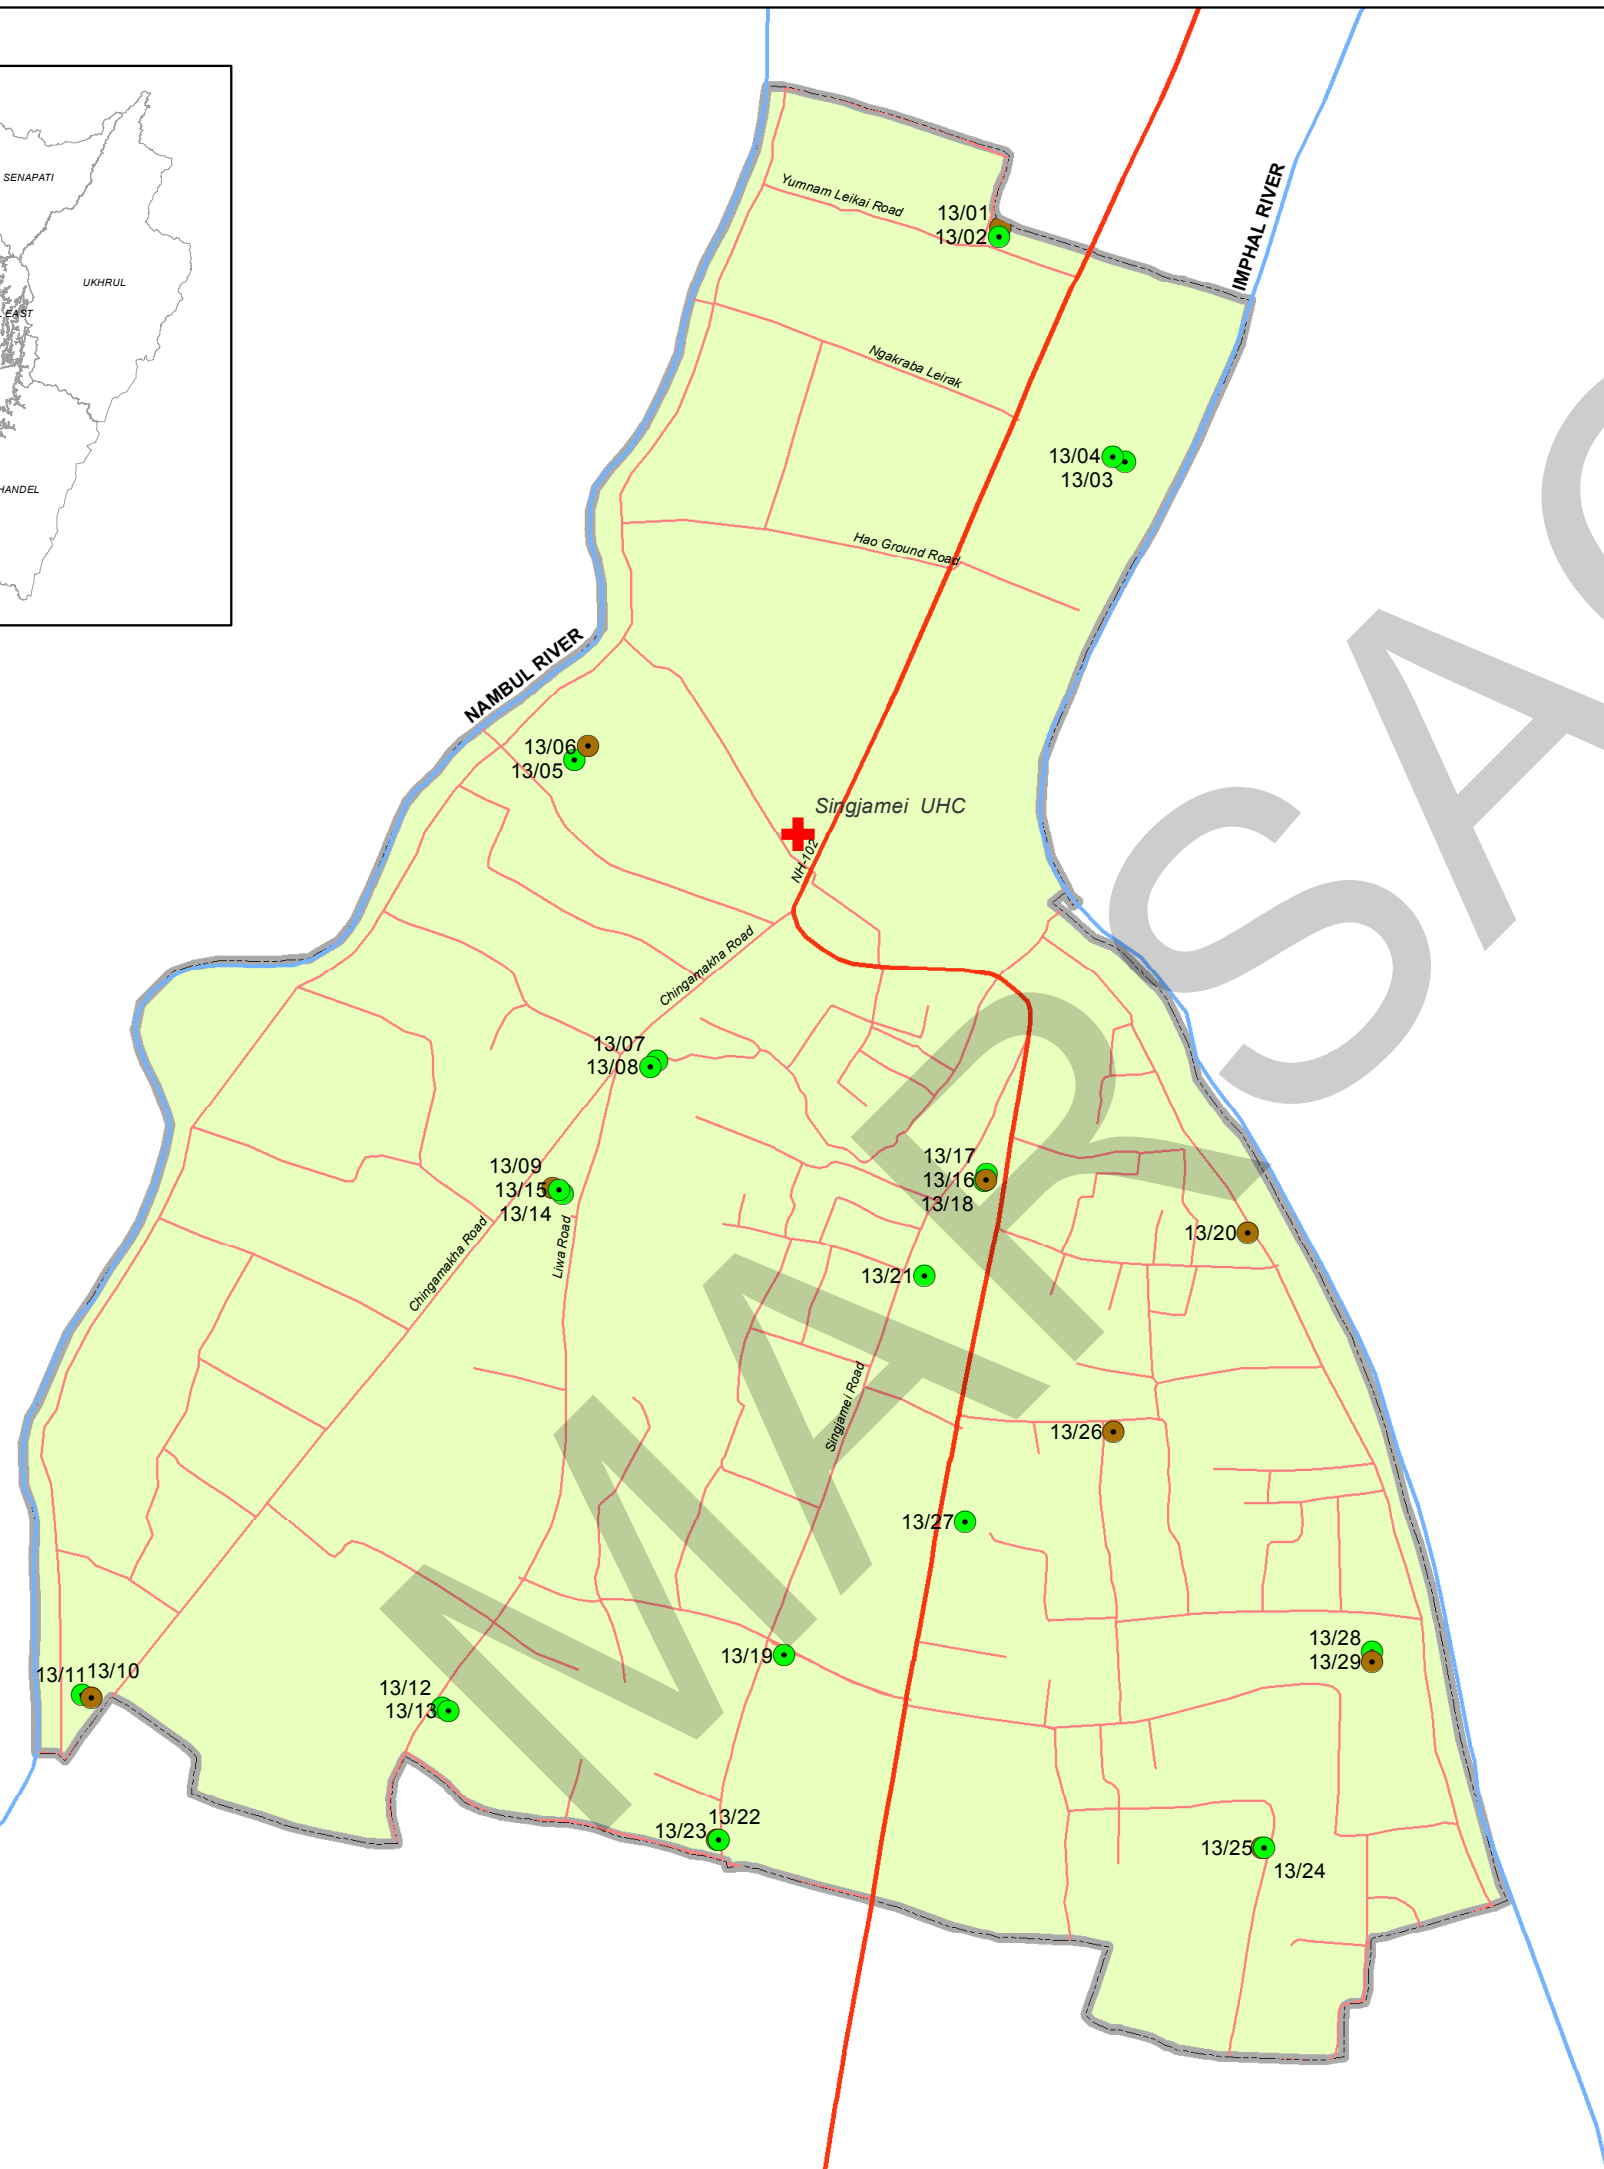 SENAPATI
UKHRUL
EAST
HANDEL
Yumnam Leikai Road
13/01
13/02
IMPHAL RIVER
Ngakraba Leirak
13/04
13/03
Hao Ground Road
NAMBUL RIVER
13/06
13/05
Singjamei UHC
NH-102
Chingamakha Road
13/07
13/08
13/09
13/15
13/14
13/17
13/16
13/18
13/20
Chingamakha Road
Liwa Road
13/21
Singjamei Road
13/26
13/27
13/19
13/28
13/29
13/11
13/10
13/12
13/13
13/22
13/23
13/25
13/24
MARSAC